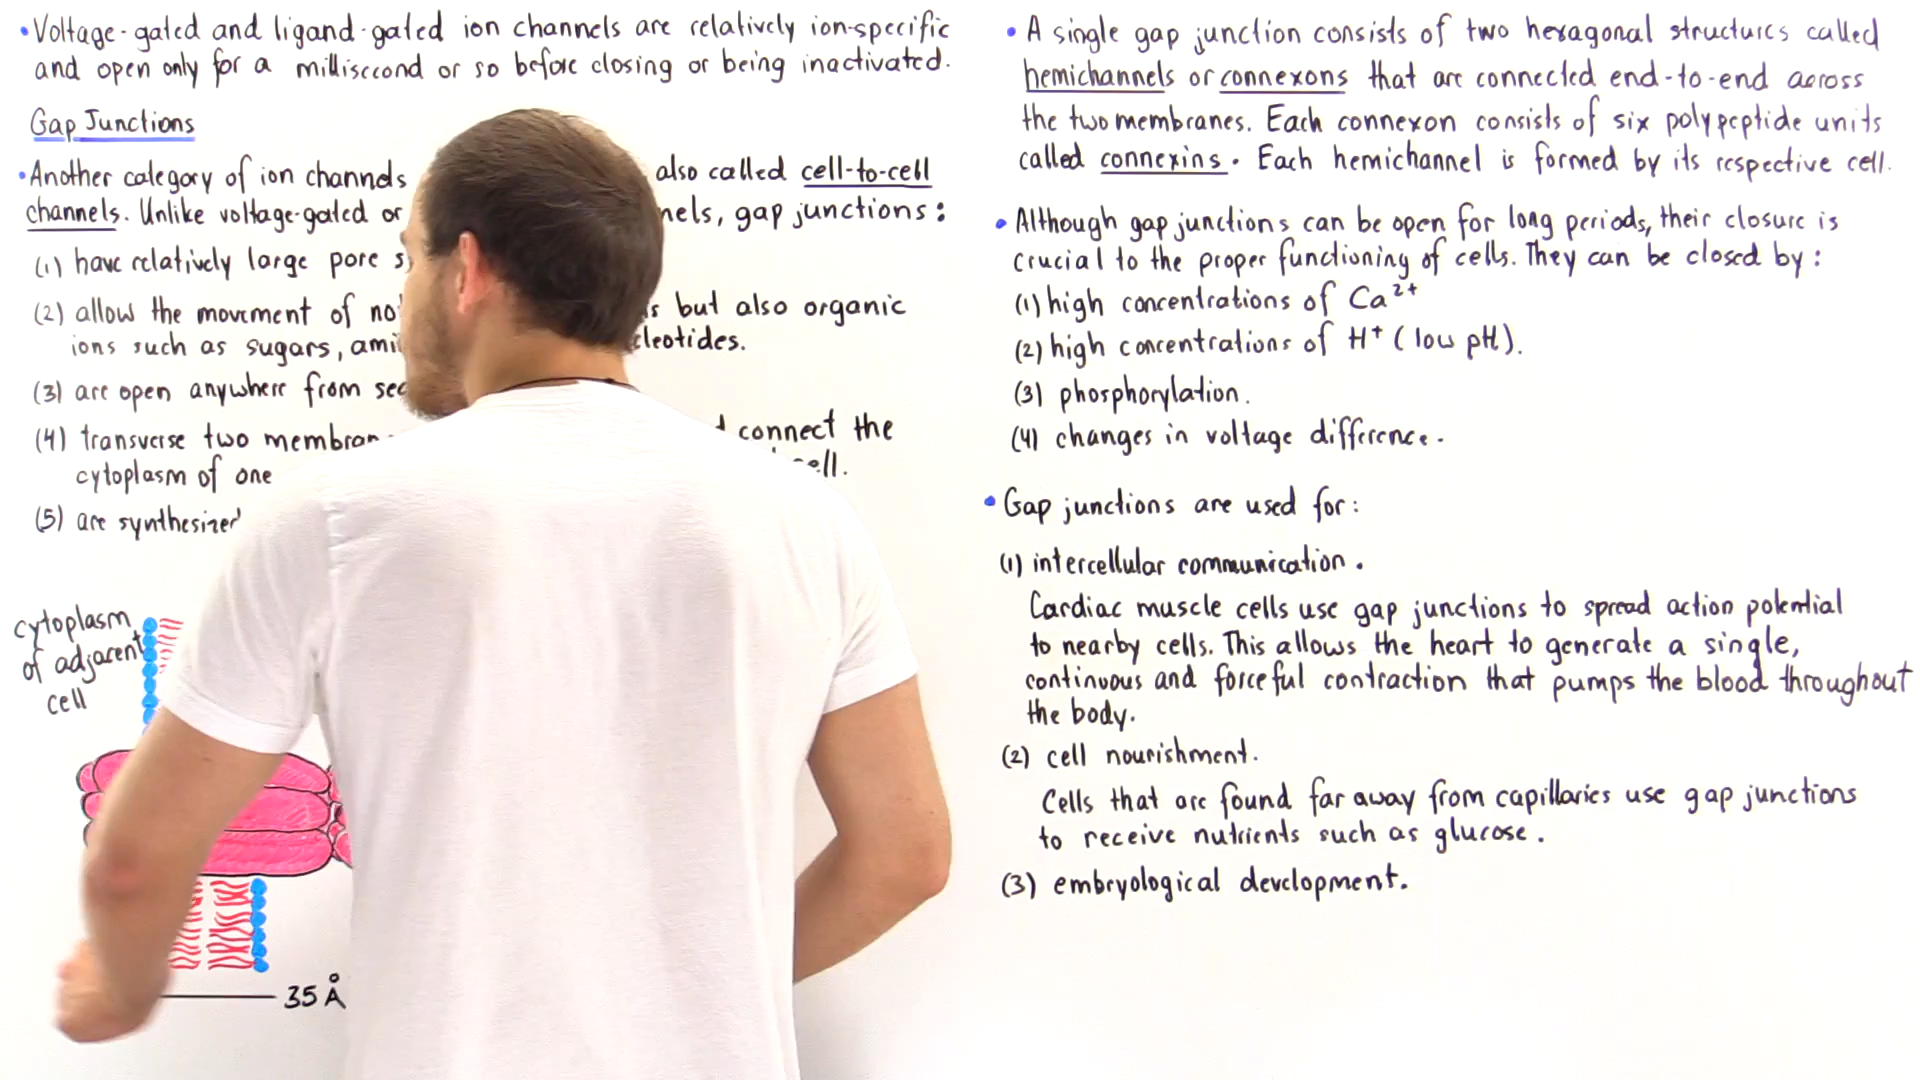 • Voltage-gated and ligand-gated ion channels are relatively ion-specific
and open only for a millisecond or so before closing or being inactivated.
Gap Junctions
• Another category of ion channels also called cell-to-cell
channels. Unlike voltage-gated or gap junctions:
(1) have relatively large pore
(2) allow the movement of but also organic
ions such as sugars,
(3) are open anywhere from
(4) transverse two connect the
cytoplasm of one
(5) are synthesized
cytoplasm
of adjacent
cell
35 Å
• A single gap junction consists of two hexagonal structures called
hemichannels or connexons that are connected end-to-end across
the two membranes. Each connexon consists of six polypeptide units
called connexins. Each hemichannel is formed by its respective cell.
• Although gap junctions can be open for long periods, their closure is
crucial to the proper functioning of cells. They can be closed by:
(1) high concentrations of Ca²⁺
(2) high concentrations of H⁺ (low pH).
(3) phosphorylation.
(4) changes in voltage difference.
• Gap junctions are used for:
(1) intercellular communication.
Cardiac muscle cells use gap junctions to spread action potential
to nearby cells. This allows the heart to generate a single,
continuous and forceful contraction that pumps the blood throughout
the body.
(2) cell nourishment.
Cells that are found far away from capillaries use gap junctions
to receive nutrients such as glucose.
(3) embryological development.